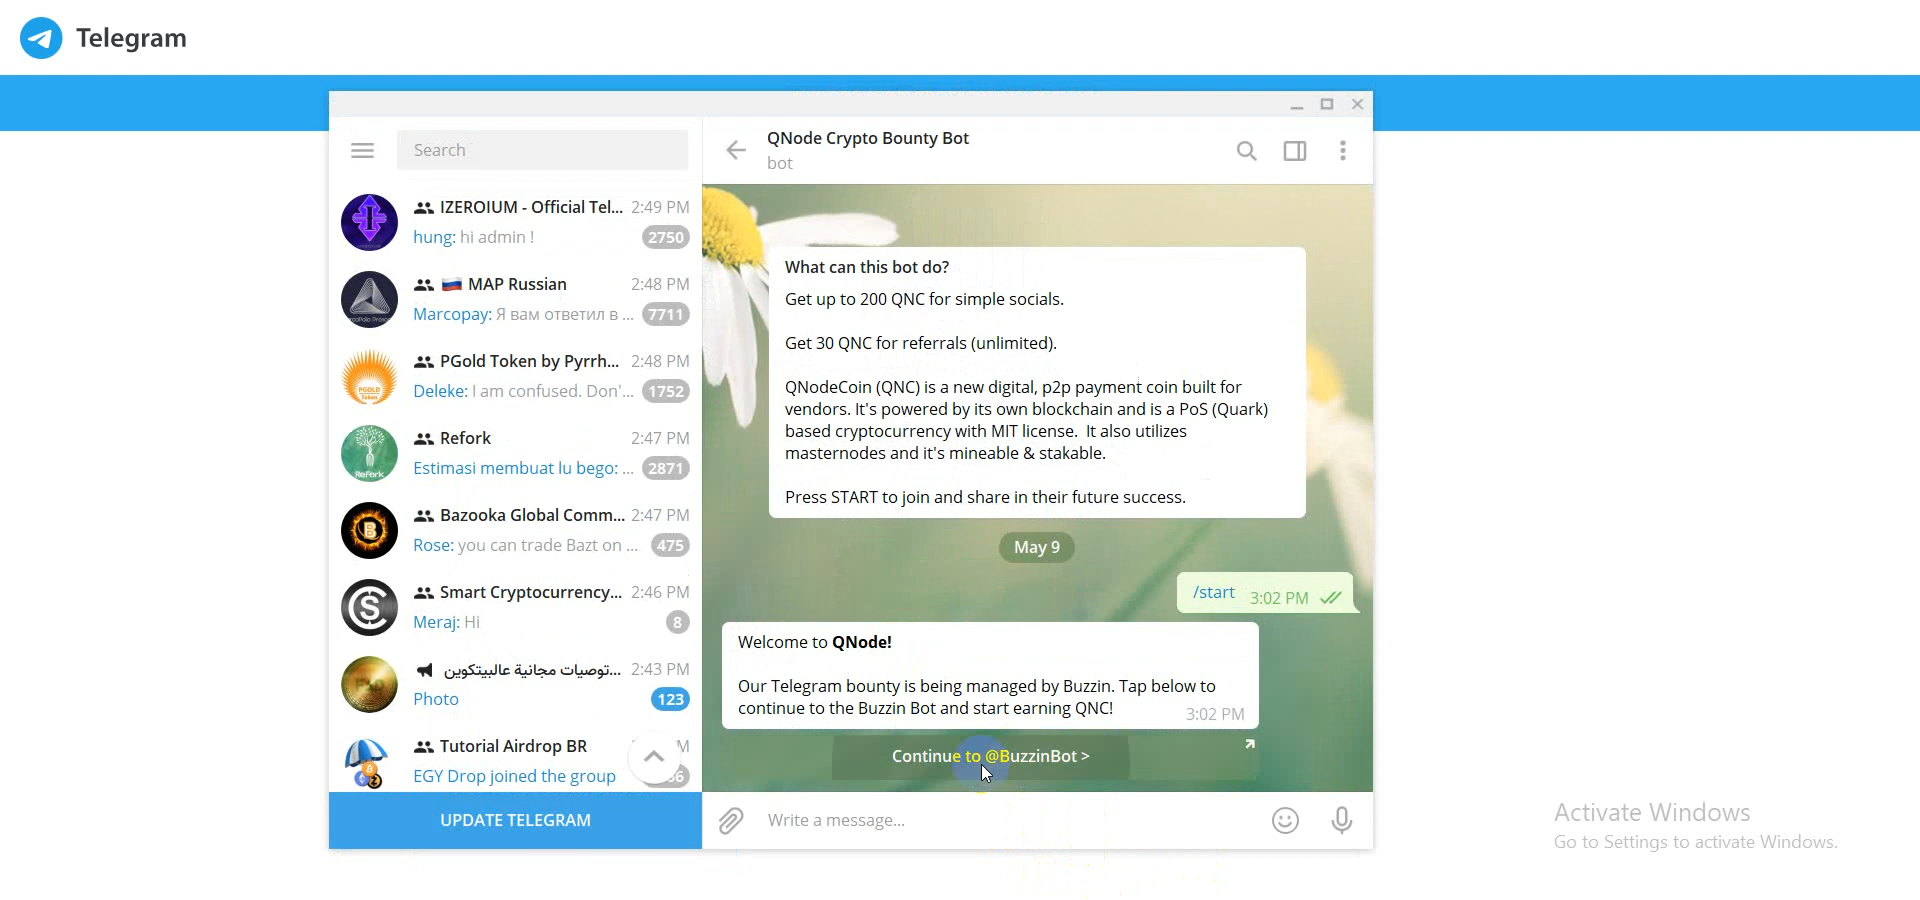 Telegram
Search
IZEROIUM - Official Tel... 2:49 PM
hung: hi admin ! 2750
MAP Russian 2:48 PM
Marcopay: Я вам ответил в ... 7711
PGold Token by Pyrrh... 2:48 PM
Deleke: I am confused. Don'... 1752
Refork 2:47 PM
Estimasi membuat lu bego: ... 2871
Bazooka Global Comm... 2:47 PM
Rose: you can trade Bazt on ... 475
Smart Cryptocurrency... 2:46 PM
Meraj: Hi 8
توصيات مجانية عالبيتكوين... 2:43 PM
Photo 123
Tutorial Airdrop BR
EGY Drop joined the group
UPDATE TELEGRAM
QNode Crypto Bounty Bot
bot
What can this bot do?
Get up to 200 QNC for simple socials.
Get 30 QNC for referrals (unlimited).
QNodeCoin (QNC) is a new digital, p2p payment coin built for
vendors. It's powered by its own blockchain and is a PoS (Quark)
based cryptocurrency with MIT license. It also utilizes
masternodes and it's mineable & stakable.
Press START to join and share in their future success.
May 9
/start 3:02 PM
Welcome to QNode!
Our Telegram bounty is being managed by Buzzin. Tap below to
continue to the Buzzin Bot and start earning QNC!
3:02 PM
Continue to @BuzzinBot >
Write a message...
Activate Windows
Go to Settings to activate Windows.